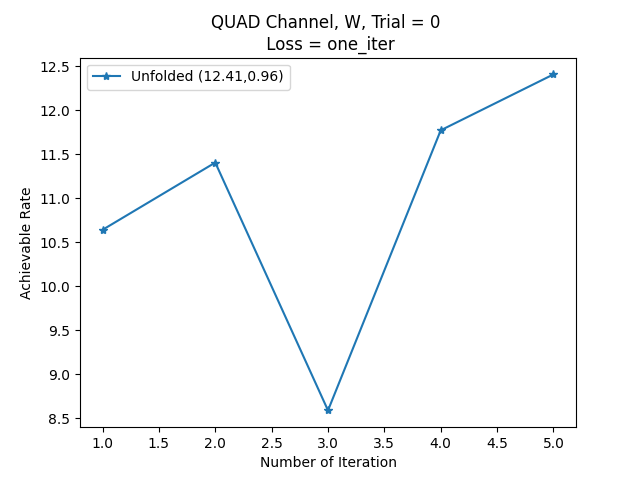 QUAD Channel, W, Trial = 0
Loss = one_iter
Unfolded (12.41,0.96)
12.5
12.0
11.5
11.0
10.5
10.0
9.5
9.0
8.5
Achievable Rate
1.0 1.5 2.0 2.5 3.0 3.5 4.0 4.5 5.0
Number of Iteration